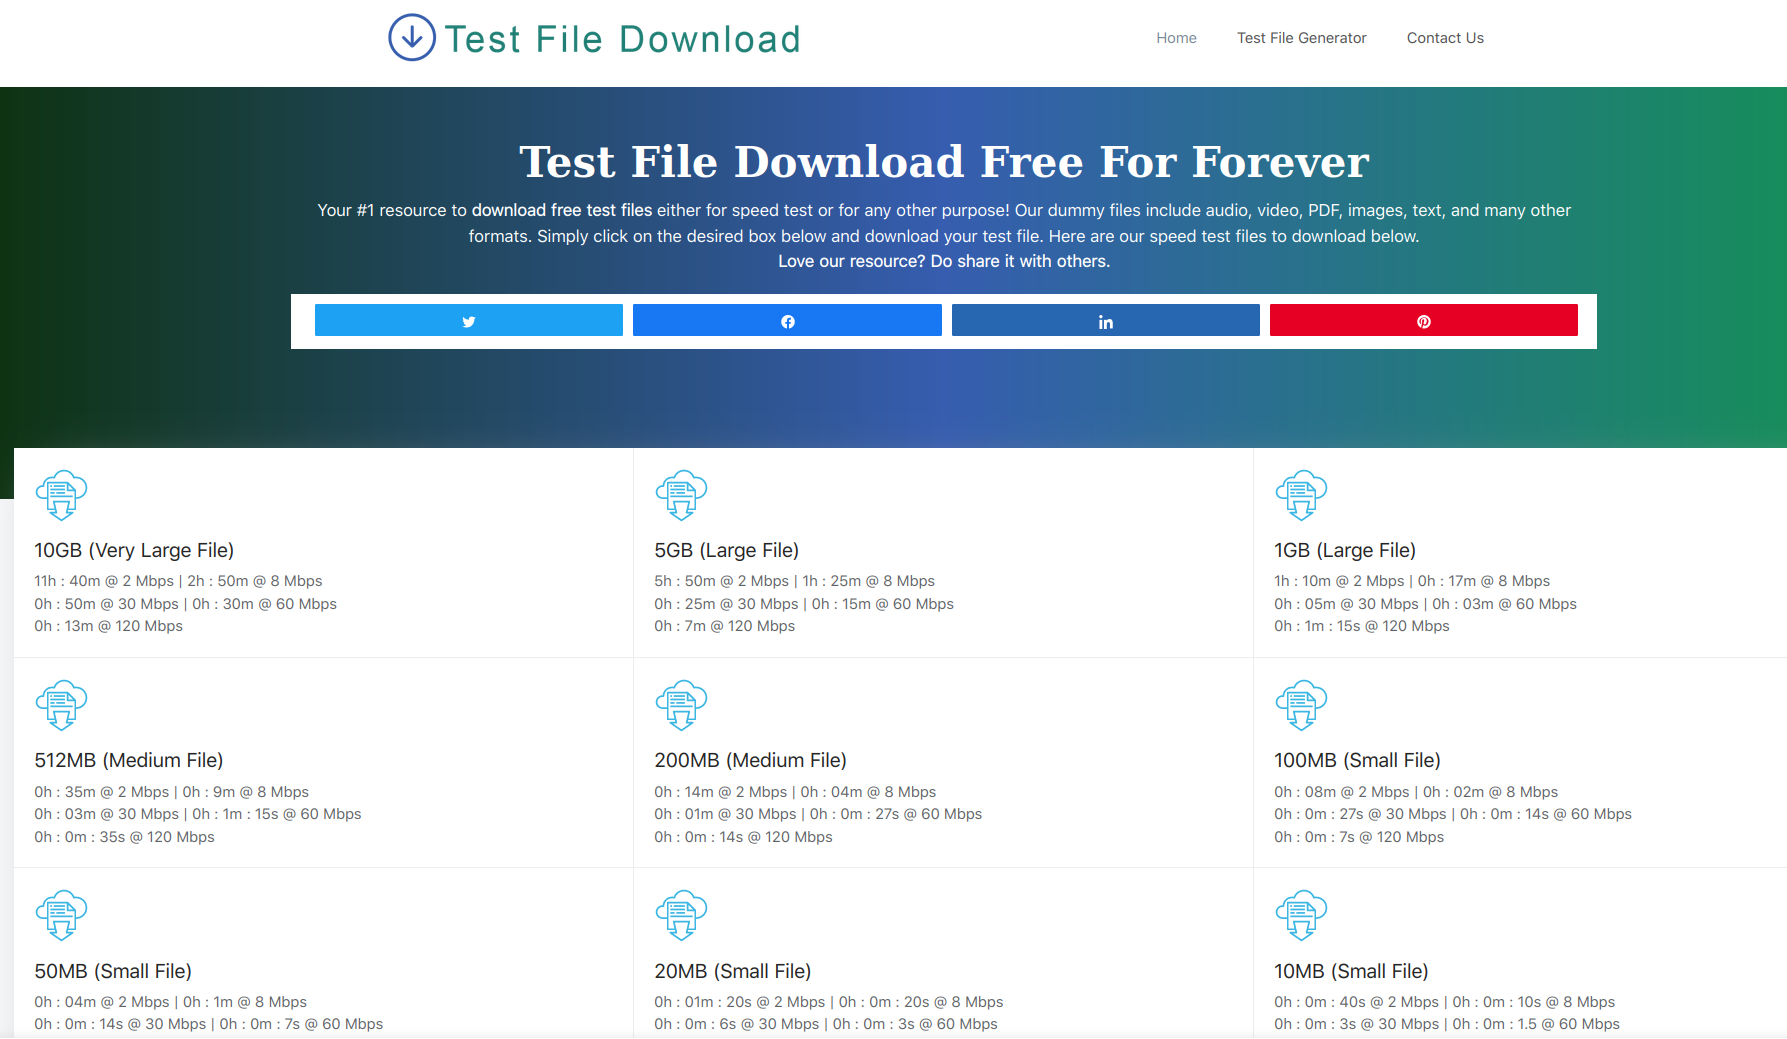 Test File Download
Home Test File Generator Contact Us
Test File Download Free For Forever
Your #1 resource to download free test files either for speed test or for any other purpose! Our dummy files include audio, video, PDF, images, text, and many other
formats. Simply click on the desired box below and download your test file. Here are our speed test files to download below.
Love our resource? Do share it with others.
10GB (Very Large File)
11h : 40m @ 2 Mbps | 2h : 50m @ 8 Mbps
0h : 50m @ 30 Mbps | 0h : 30m @ 60 Mbps
0h : 13m @ 120 Mbps
5GB (Large File)
5h : 50m @ 2 Mbps | 1h : 25m @ 8 Mbps
0h : 25m @ 30 Mbps | 0h : 15m @ 60 Mbps
0h : 7m @ 120 Mbps
1GB (Large File)
1h : 10m @ 2 Mbps | 0h : 17m @ 8 Mbps
0h : 05m @ 30 Mbps | 0h : 03m @ 60 Mbps
0h : 1m : 15s @ 120 Mbps
512MB (Medium File)
0h : 35m @ 2 Mbps | 0h : 9m @ 8 Mbps
0h : 03m @ 30 Mbps | 0h : 1m : 15s @ 60 Mbps
0h : 0m : 35s @ 120 Mbps
200MB (Medium File)
0h : 14m @ 2 Mbps | 0h : 04m @ 8 Mbps
0h : 01m @ 30 Mbps | 0h : 0m : 27s @ 60 Mbps
0h : 0m : 14s @ 120 Mbps
100MB (Small File)
0h : 08m @ 2 Mbps | 0h : 02m @ 8 Mbps
0h : 0m : 27s @ 30 Mbps | 0h : 0m : 14s @ 60 Mbps
0h : 0m : 7s @ 120 Mbps
50MB (Small File)
0h : 04m @ 2 Mbps | 0h : 1m @ 8 Mbps
0h : 0m : 14s @ 30 Mbps | 0h : 0m : 7s @ 60 Mbps
20MB (Small File)
0h : 01m : 20s @ 2 Mbps | 0h : 0m : 20s @ 8 Mbps
0h : 0m : 6s @ 30 Mbps | 0h : 0m : 3s @ 60 Mbps
10MB (Small File)
0h : 0m : 40s @ 2 Mbps | 0h : 0m : 10s @ 8 Mbps
0h : 0m : 3s @ 30 Mbps | 0h : 0m : 1.5 @ 60 Mbps